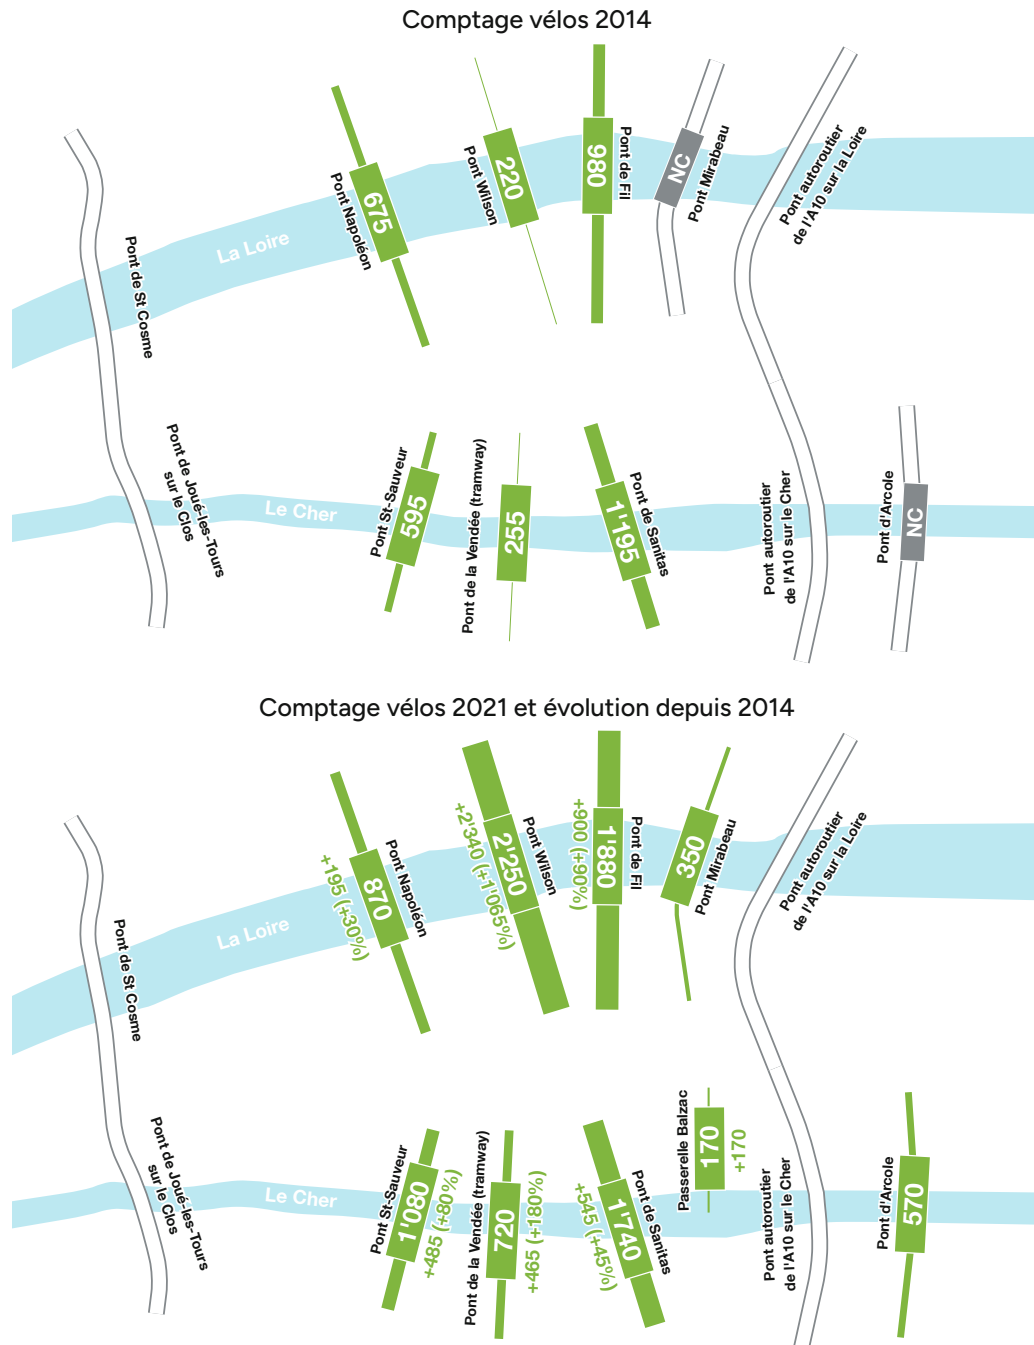 Comptage vélos 2014
Pont de St Cosme
Pont Napoléon
675
Pont Wilson
220
980
Pont de Fil
NC
Pont Mirabeau
Pont autoroutier
de l'A10 sur la Loire
La Loire
Pont de Joué-les-Tours
sur le Clos
Le Cher
Pont St-Sauveur
595
Pont de la Vendée (tramway)
255
1'195
Pont de Sanitas
Pont autoroutier
de l'A10 sur le Cher
Pont d'Arcole
NC
Comptage vélos 2021 et évolution depuis 2014
Pont de St Cosme
La Loire
+195 (+30%)
870
Pont Napoléon
+2'340 (+1'065%)
2'250
Pont Wilson
+900 (+90%)
1'880
Pont de Fil
350
Pont Mirabeau
Pont autoroutier
de l'A10 sur la Loire
Pont de Joué-les-Tours
sur le Clos
Le Cher
Pont St-Sauveur
1'080
+485 (+80%)
Pont de la Vendée (tramway)
720
+465 (+180%)
+545 (+45%)
1'740
Pont de Sanitas
Passerelle Balzac
170
+170
Pont autoroutier
de l'A10 sur le Cher
Pont d'Arcole
570